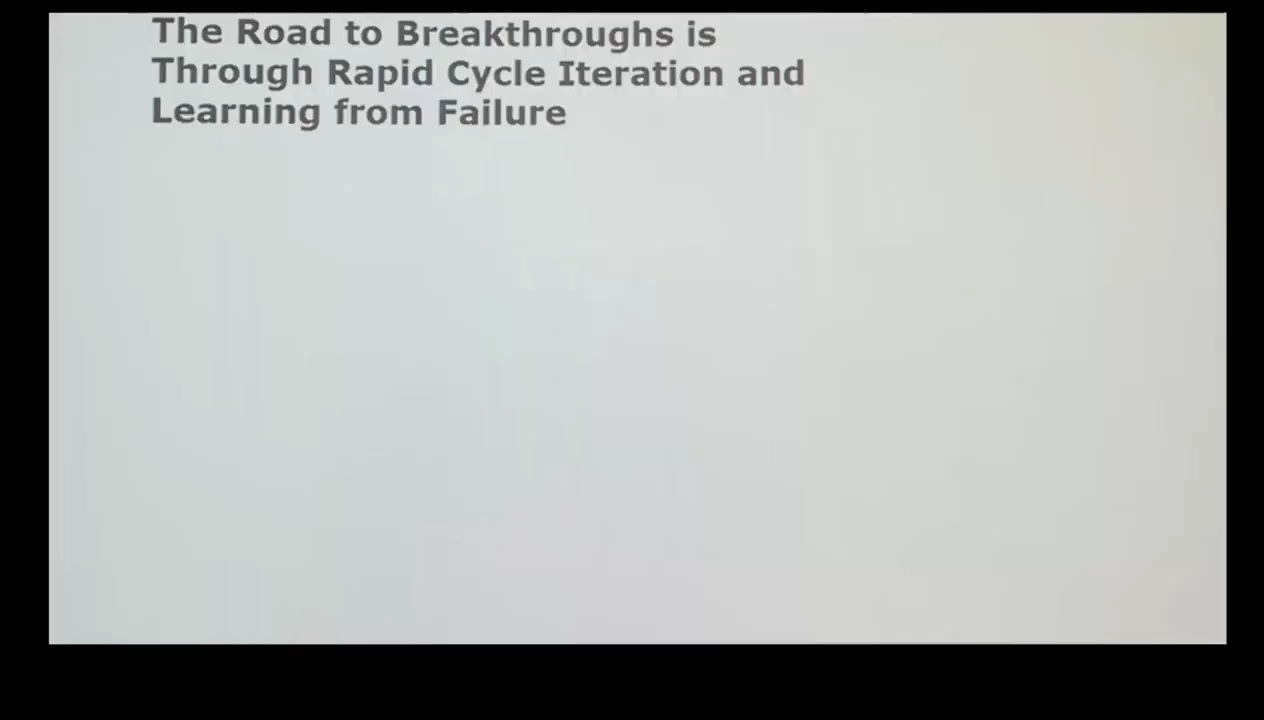 The Road to Breakthroughs is
Through Rapid Cycle Iteration and
Learning from Failure